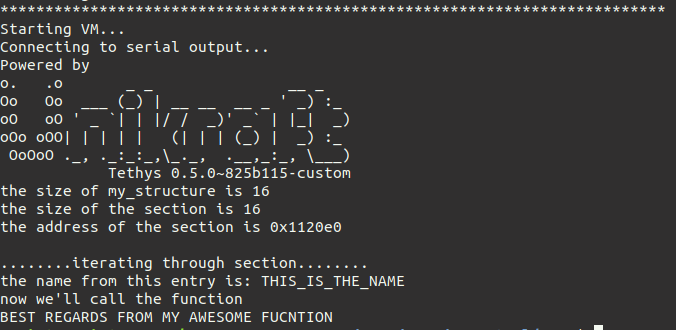 **************************************************************************
Starting VM...
Connecting to serial output...
Powered by
o.   .o       _ _               __ _
Oo   Oo  ___ (_) | __ __  __ _ ' _) :_
oO   oO ' _ `| | |/ /  _)' _` | |_|  _)
oOo oOO| | | | |   (| | | (_) |  _) :_
 OoOoO ._, ._:_:_,\_._,  .__,_:_, \___)
            Tethys 0.5.0~825b115-custom
the size of my_structure is 16
the size of the section is 16
the address of the section is 0x1120e0

........iterating through section........
the name from this entry is: THIS_IS_THE_NAME
now we'll call the function
BEST REGARDS FROM MY AWESOME FUCNTION